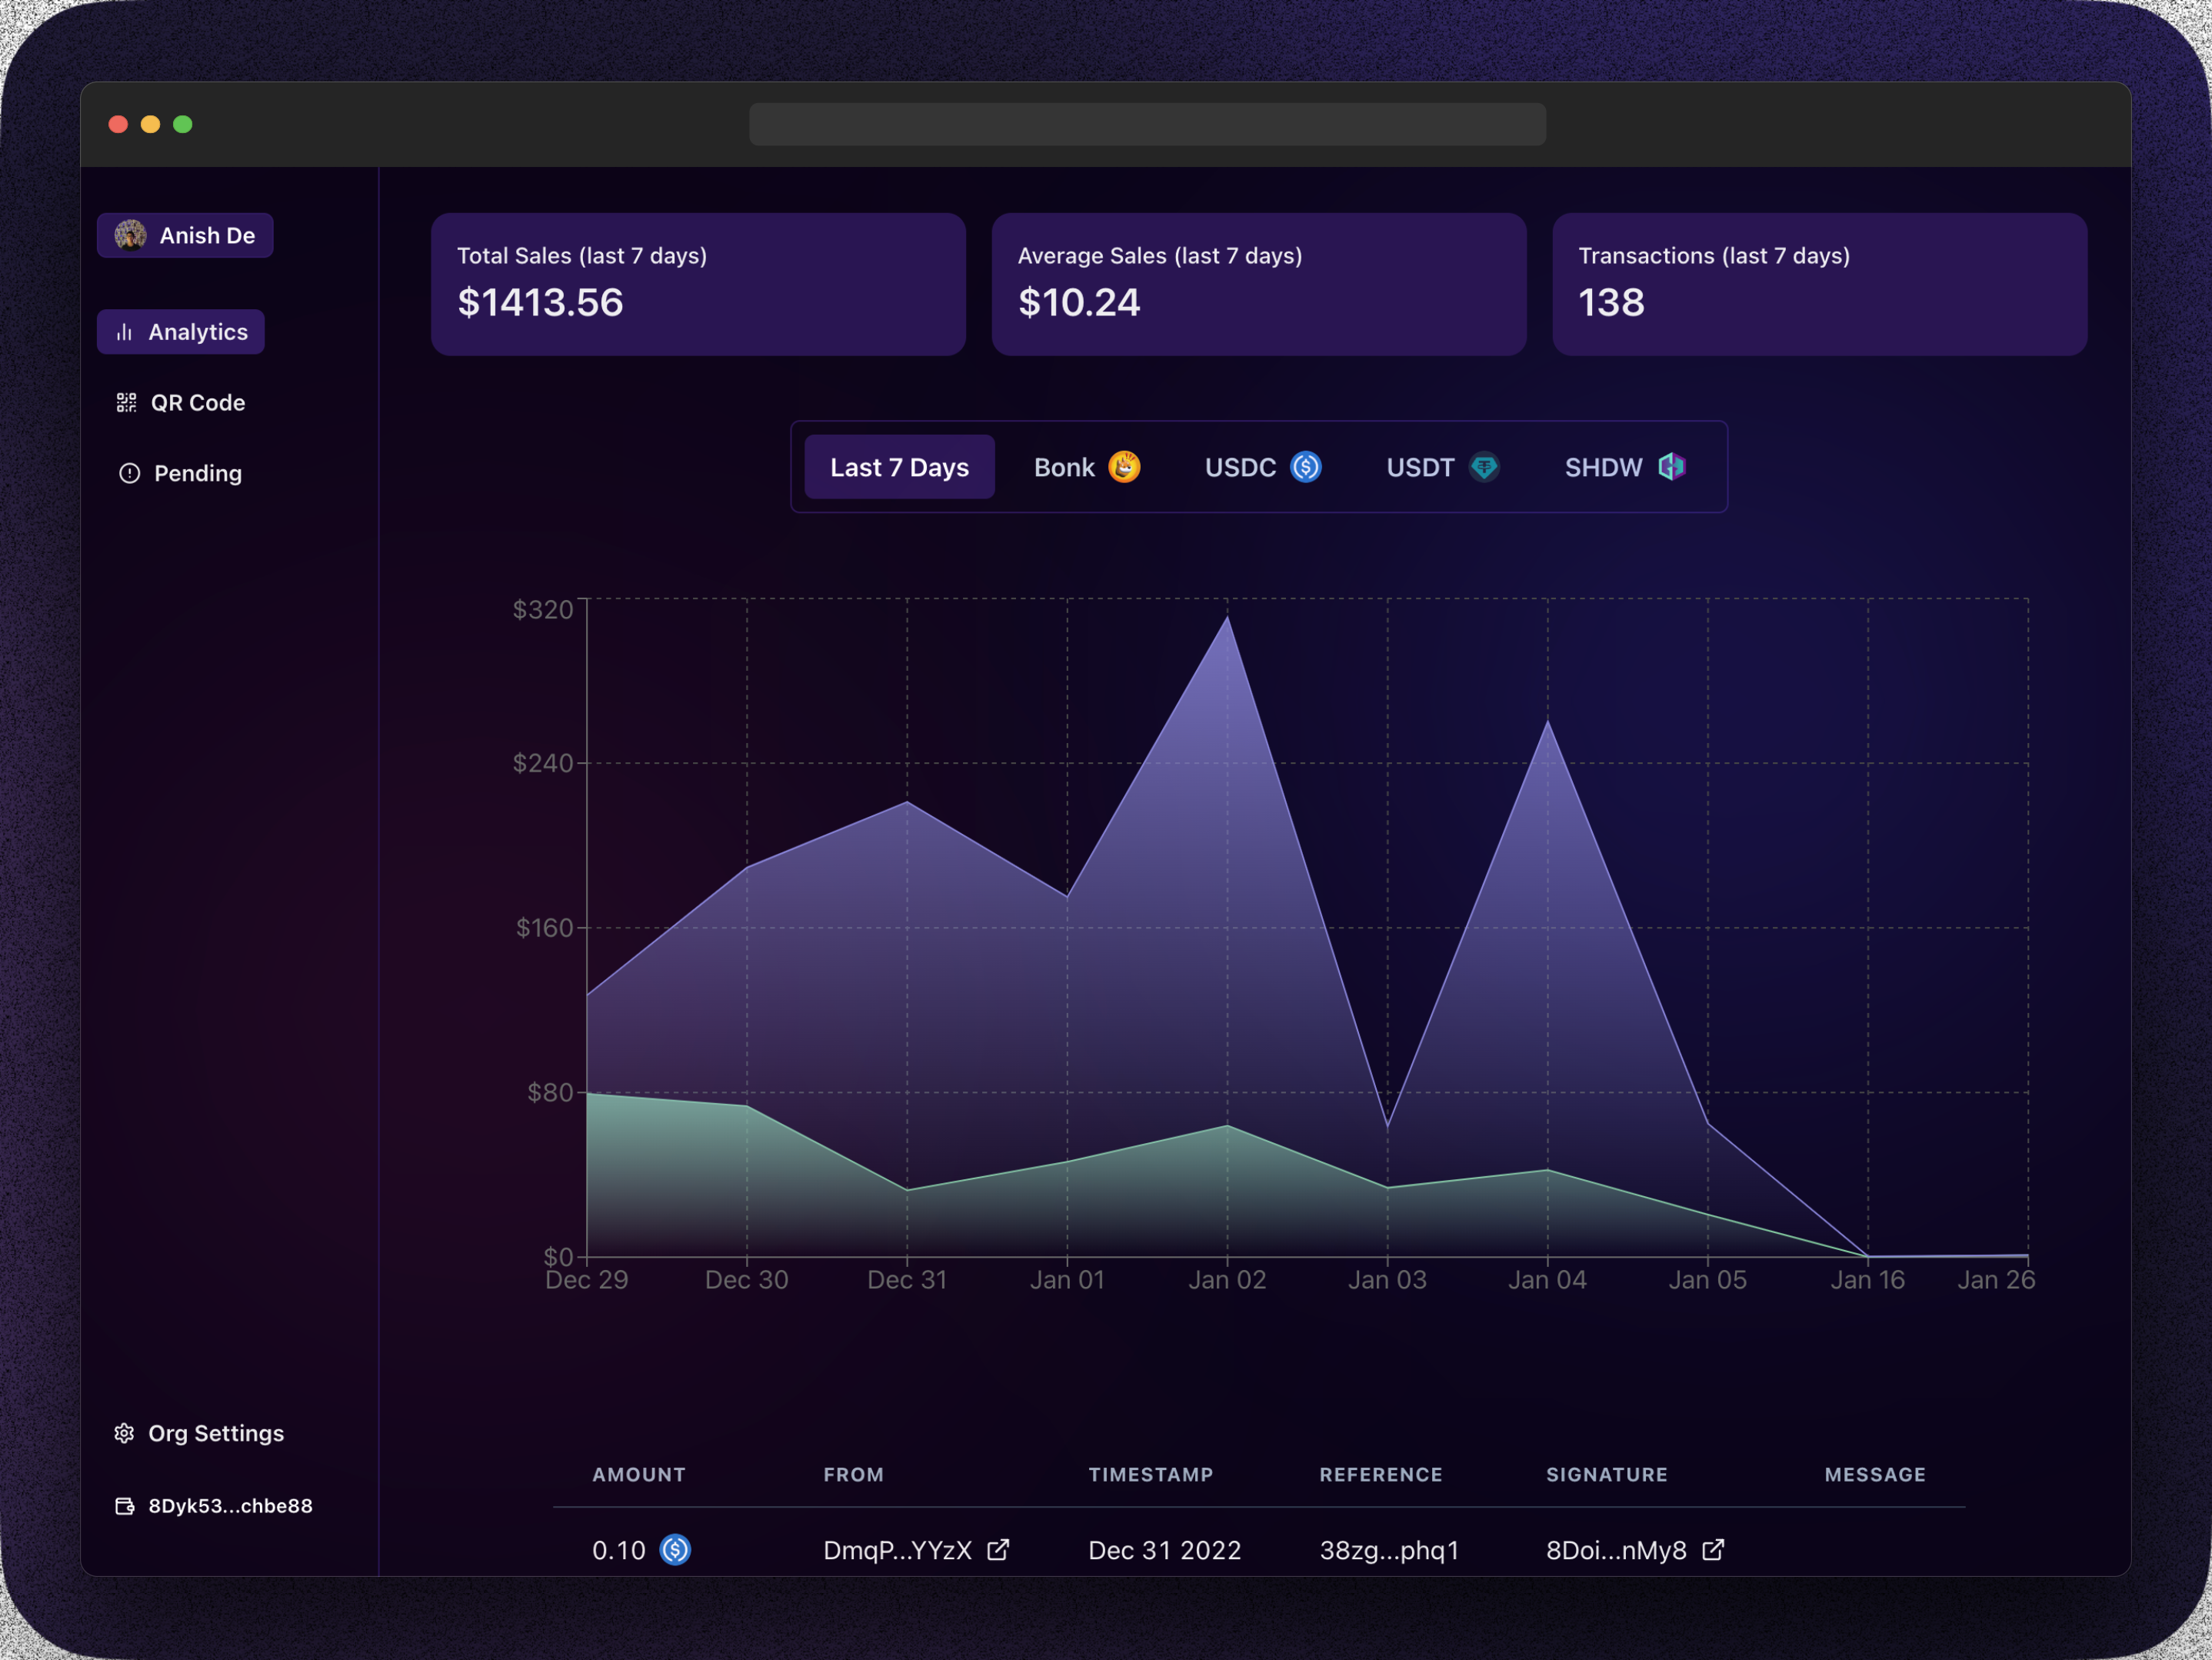 Anish De
Analytics
QR Code
Pending
Org Settings
8Dyk53...chbe88
Total Sales (last 7 days)
$1413.56
Average Sales (last 7 days)
$10.24
Transactions (last 7 days)
138
Last 7 Days Bonk USDC USDT SHDW
$320
$240
$160
$80
$0
Dec 29 Dec 30 Dec 31 Jan 01 Jan 02 Jan 03 Jan 04 Jan 05 Jan 16 Jan 26
AMOUNT FROM TIMESTAMP REFERENCE SIGNATURE MESSAGE
0.10 DmqP...YYzX Dec 31 2022 38zg...phq1 8Doi...nMy8